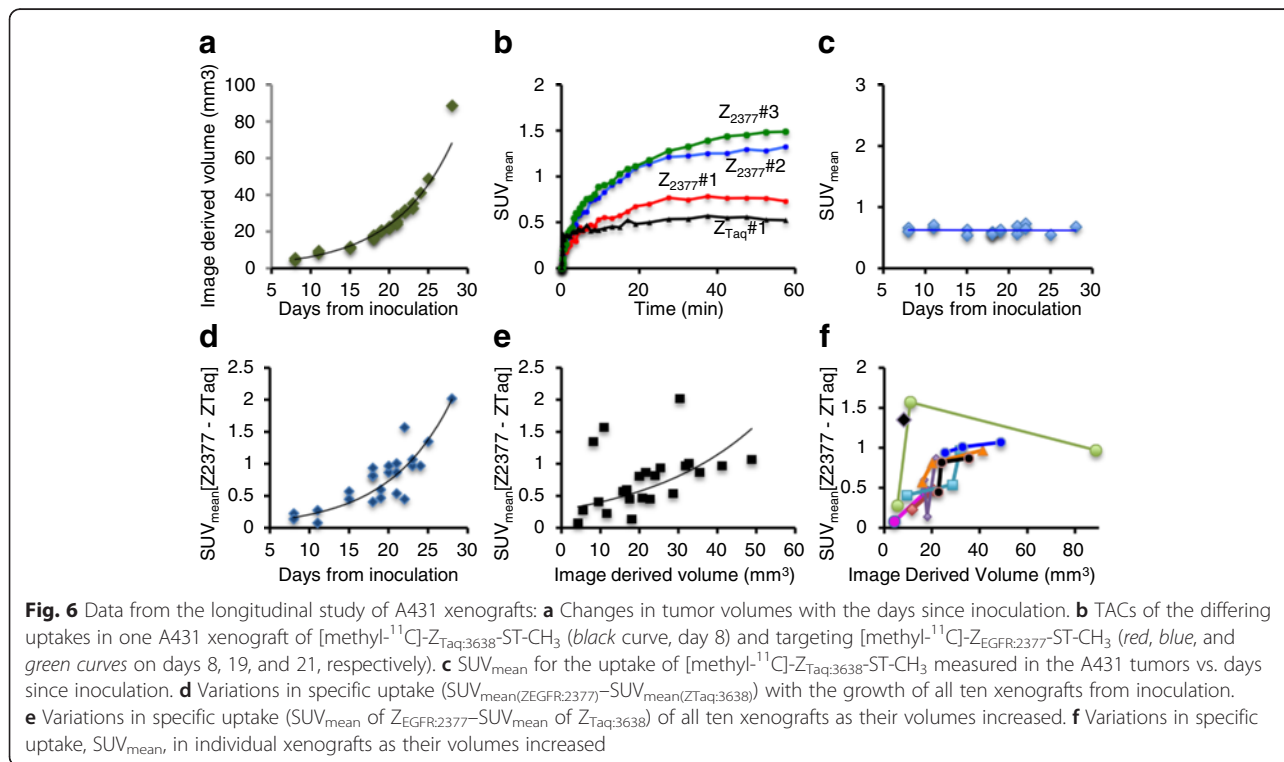 a
Image derived volume (mm3)
100
80
60
40
20
0
5 10 15 20 25 30
Days from inoculation
b
SUVmean
2
1.5
1
0.5
0
Z2377#3
Z2377#2
Z2377#1
ZTaq#1
0 20 40 60
Time (min)
c
SUVmean
3
2
1
0
5 10 15 20 25 30
Days from inoculation
d
SUVmean[Z2377 - ZTaq]
2.5
2
1.5
1
0.5
0
5 10 15 20 25 30
Days from inoculation
e
SUVmean[Z2377 - ZTaq]
2.5
2
1.5
1
0.5
0
0 10 20 30 40 50 60
Image derived volume (mm³)
f
SUVmean[Z2377 - ZTaq]
2
1.5
1
0.5
0
0 20 40 60 80
Image Derived Volume (mm³)
Fig. 6 Data from the longitudinal study of A431 xenografts: a Changes in tumor volumes with the days since inoculation. b TACs of the differing
uptakes in one A431 xenograft of [methyl-¹¹C]-ZTaq:3638-ST-CH₃ (black curve, day 8) and targeting [methyl-¹¹C]-ZEGFR:2377-ST-CH₃ (red, blue, and
green curves on days 8, 19, and 21, respectively). c SUVmean for the uptake of [methyl-¹¹C]-ZTaq:3638-ST-CH₃ measured in the A431 tumors vs. days
since inoculation. d Variations in specific uptake (SUVmean(ZEGFR:2377)–SUVmean(ZTaq:3638)) with the growth of all ten xenografts from inoculation.
e Variations in specific uptake (SUVmean of ZEGFR:2377–SUVmean of ZTaq:3638) of all ten xenografts as their volumes increased. f Variations in specific
uptake, SUVmean, in individual xenografts as their volumes increased